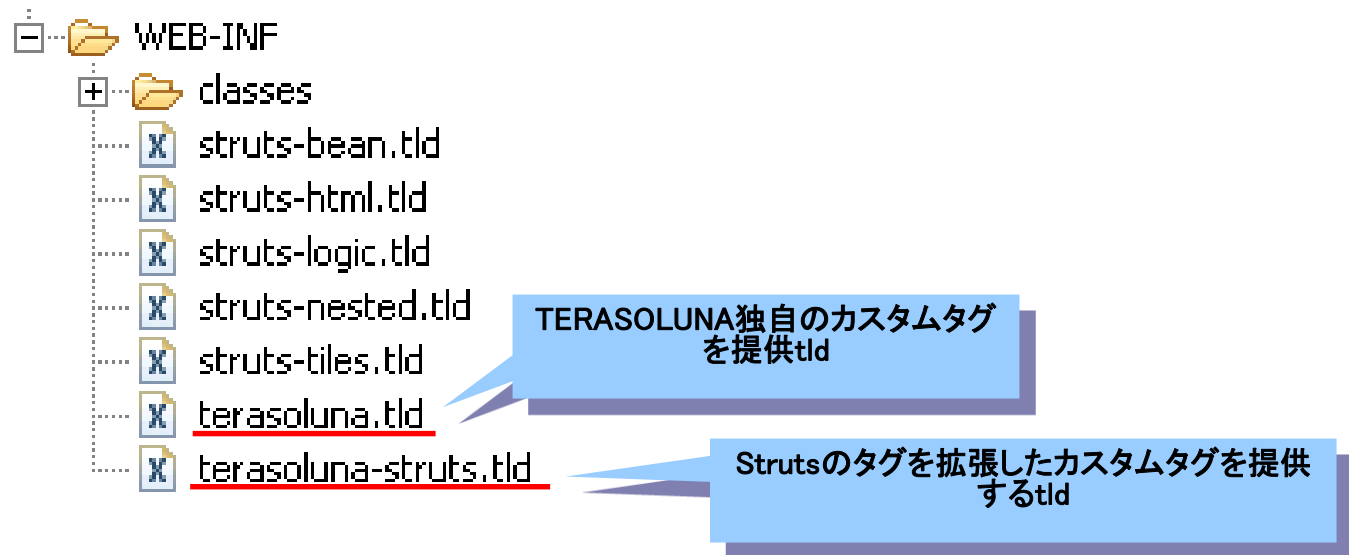 WEB-INF
classes
struts-bean.tld
struts-html.tld
struts-logic.tld
struts-nested.tld
TERASOLUNA独自のカスタムタグ
を提供tld
struts-tiles.tld
terasoluna.tld
terasoluna-struts.tld
Strutsのタグを拡張したカスタムタグを提供
するtld